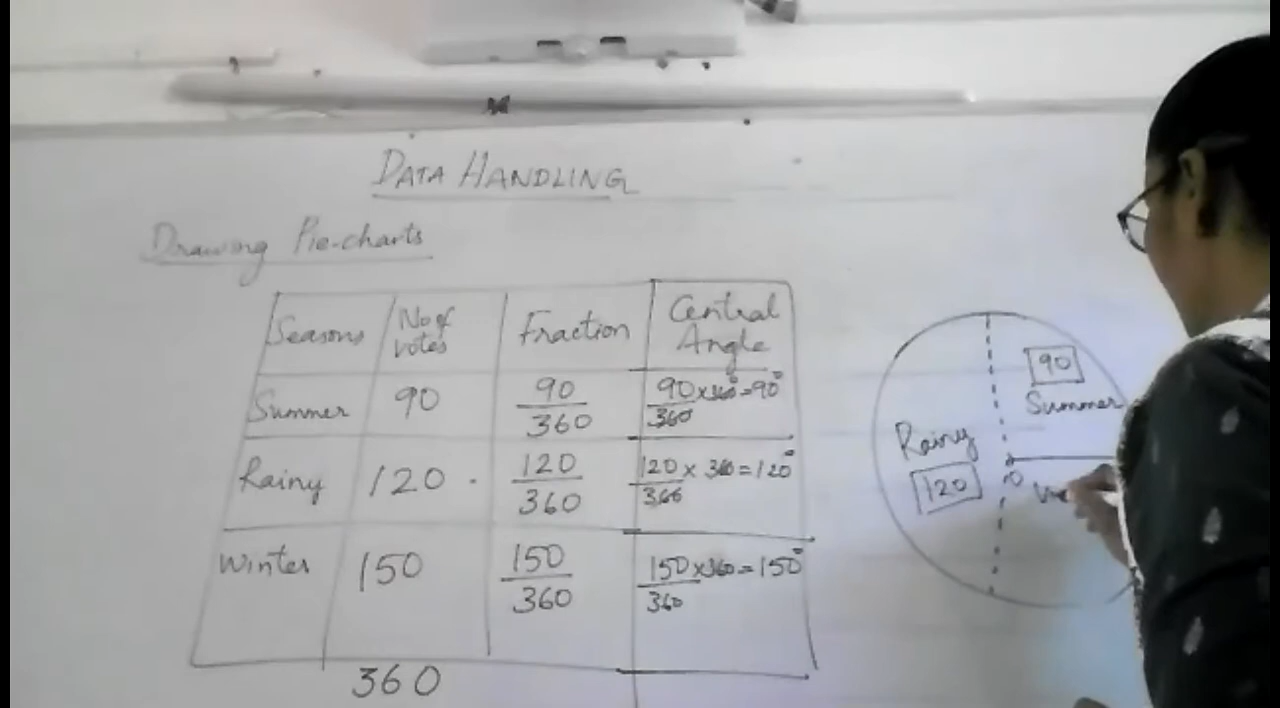 DATA HANDLING
Drawing Pie-charts
Seasons No of votes Fraction Central Angle
Summer 90 90/360 90/360 ×360°=90°
Rainy 120 120/360 120/360 × 360=120°
Winter 150 150/360 150/360 ×360=150°
360
90
Summer
Rainy
120
O